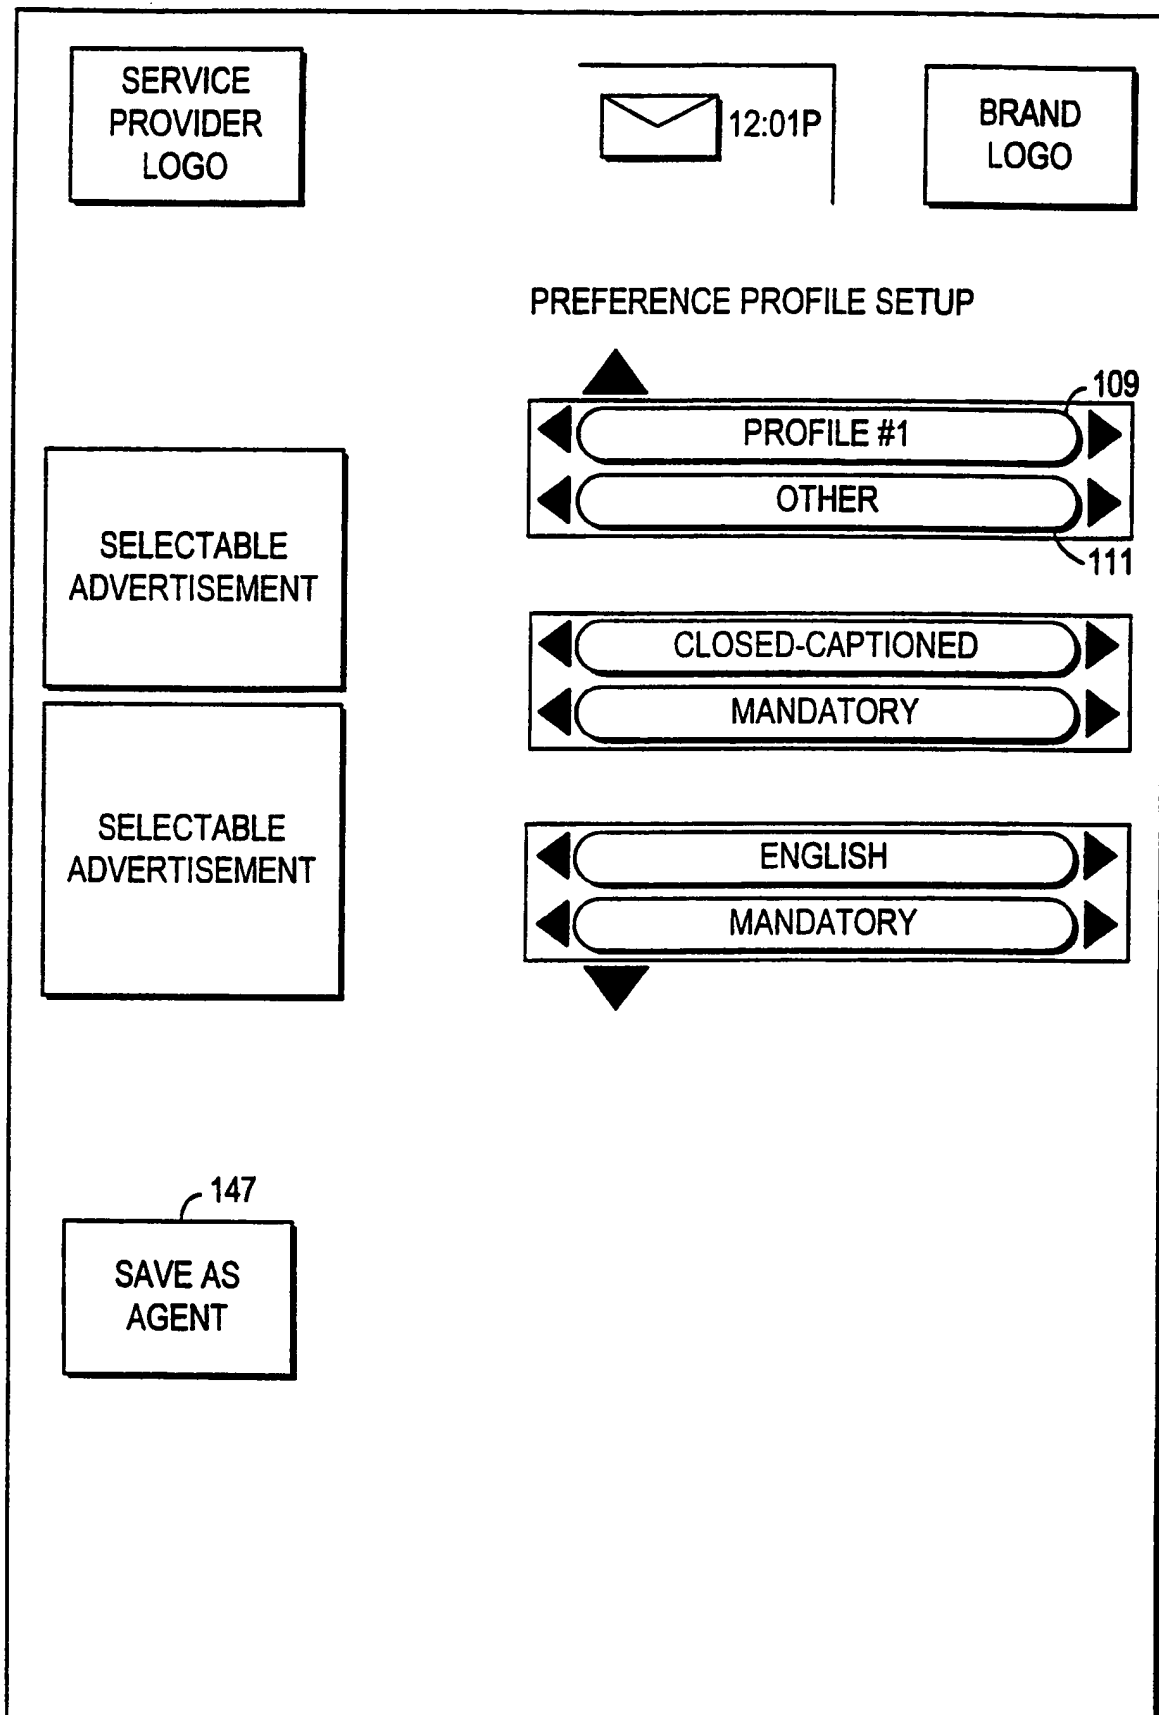 SERVICE
PROVIDER
LOGO
12:01P
BRAND
LOGO
PREFERENCE PROFILE SETUP
109
PROFILE #1
OTHER
111
SELECTABLE
ADVERTISEMENT
CLOSED-CAPTIONED
MANDATORY
SELECTABLE
ADVERTISEMENT
ENGLISH
MANDATORY
147
SAVE AS
AGENT